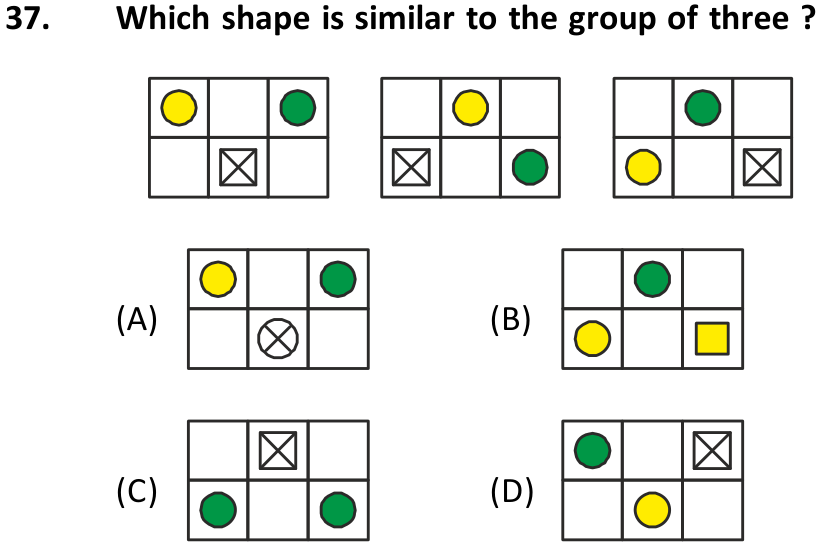 37. Which shape is similar to the group of three ?
(A) (B)
(C) (D)